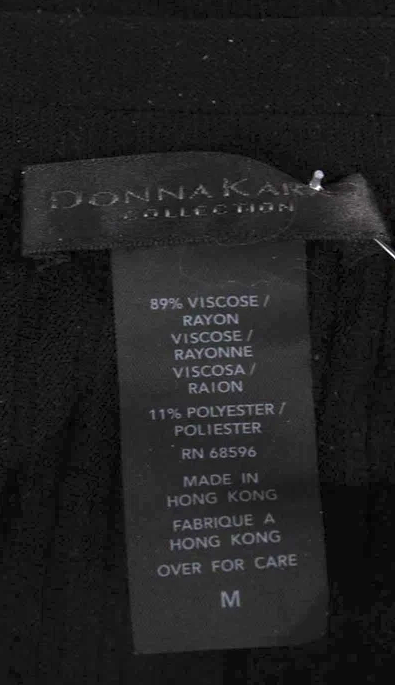 DONNA KARAN
COLLECTION
89% VISCOSE /
RAYON
VISCOSE /
RAYONNE
VISCOSA /
RAION
11% POLYESTER /
POLIESTER
RN 68596
MADE IN
HONG KONG
FABRIQUE A
HONG KONG
OVER FOR CARE
M